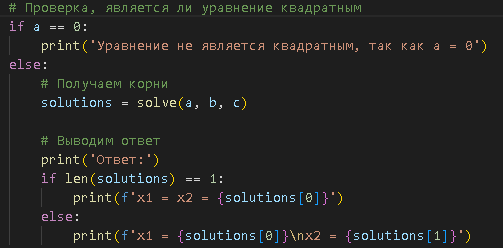 # Проверка, является ли уравнение квадратным
if a == 0:
    print("Уравнение не является квадратным, так как a = 0")
else:
    # Получаем корни
    solutions = solve(a, b, c)

    # Выводим ответ
    print("Ответ:")
    if len(solutions) == 1:
        print(f"x1 = x2 = {solutions[0]}")
    else:
        print(f"x1 = {solutions[0]}\nx2 = {solutions[1]}")